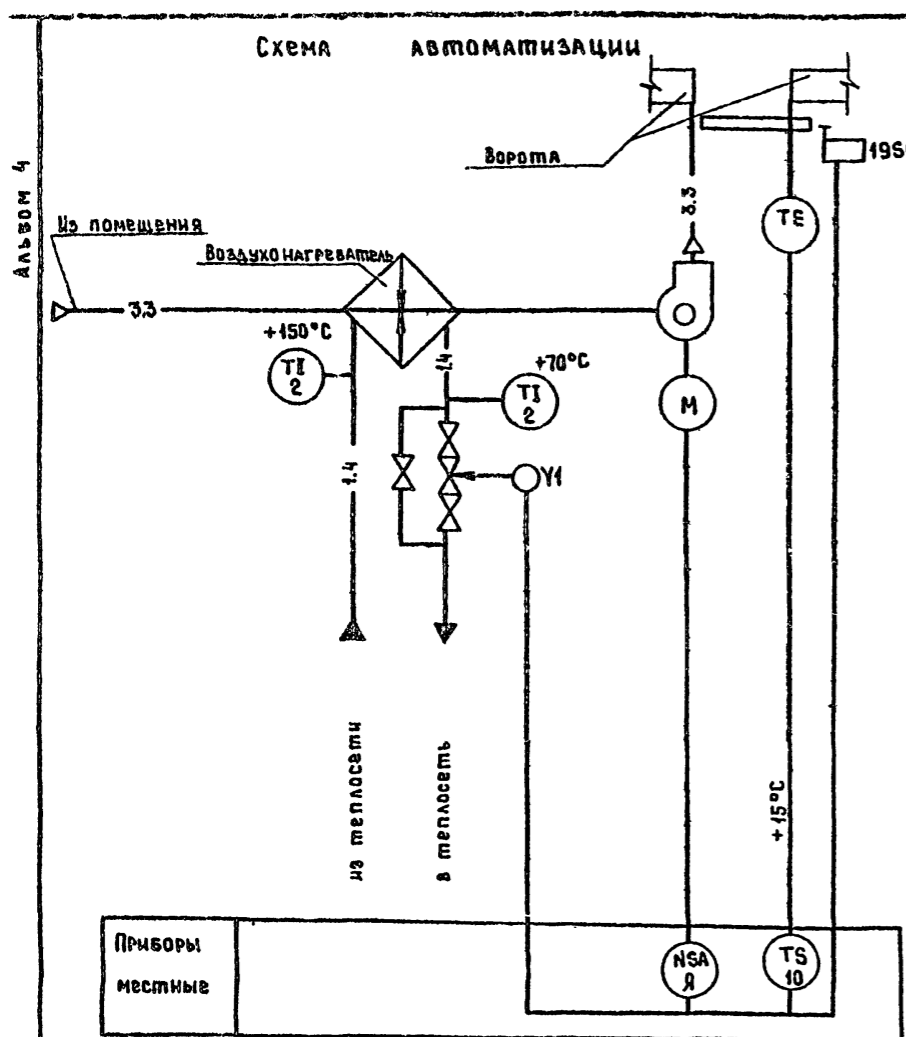 Схема автоматизации
Альбом 4
Ворота
19S
3.3
TE
Из помещения
Воздухонагреватель
3.3
+150°C
TI
2
1.4
+70°C
TI
2
M
1.4
Y1
из теплосети
в теплосеть
+15°C
Приборы
местные
NSA
Я
TS
10